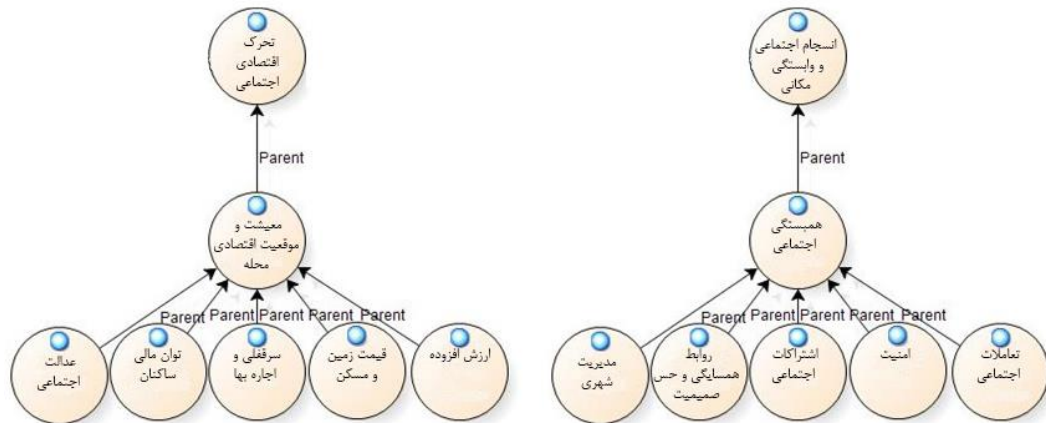 تحرک
اقتصادی
اجتماعی
Parent
معیشت و
موقعیت اقتصادی
محله
Parent
Parent
Parent
Parent
Parent
عدالت
اجتماعی
توان مالی
ساکنان
سرقفلی و
اجاره بها
قیمت زمین
و مسکن
ارزش افزوده
انسجام اجتماعی
و وابستگی
مکانی
Parent
همبستگی
اجتماعی
Parent
Parent
Parent
Parent
Parent
مدیریت
شهری
روابط
همسایگی و حس
صمیمیت
اشتراکات
اجتماعی
امنیت
تعاملات
اجتماعی